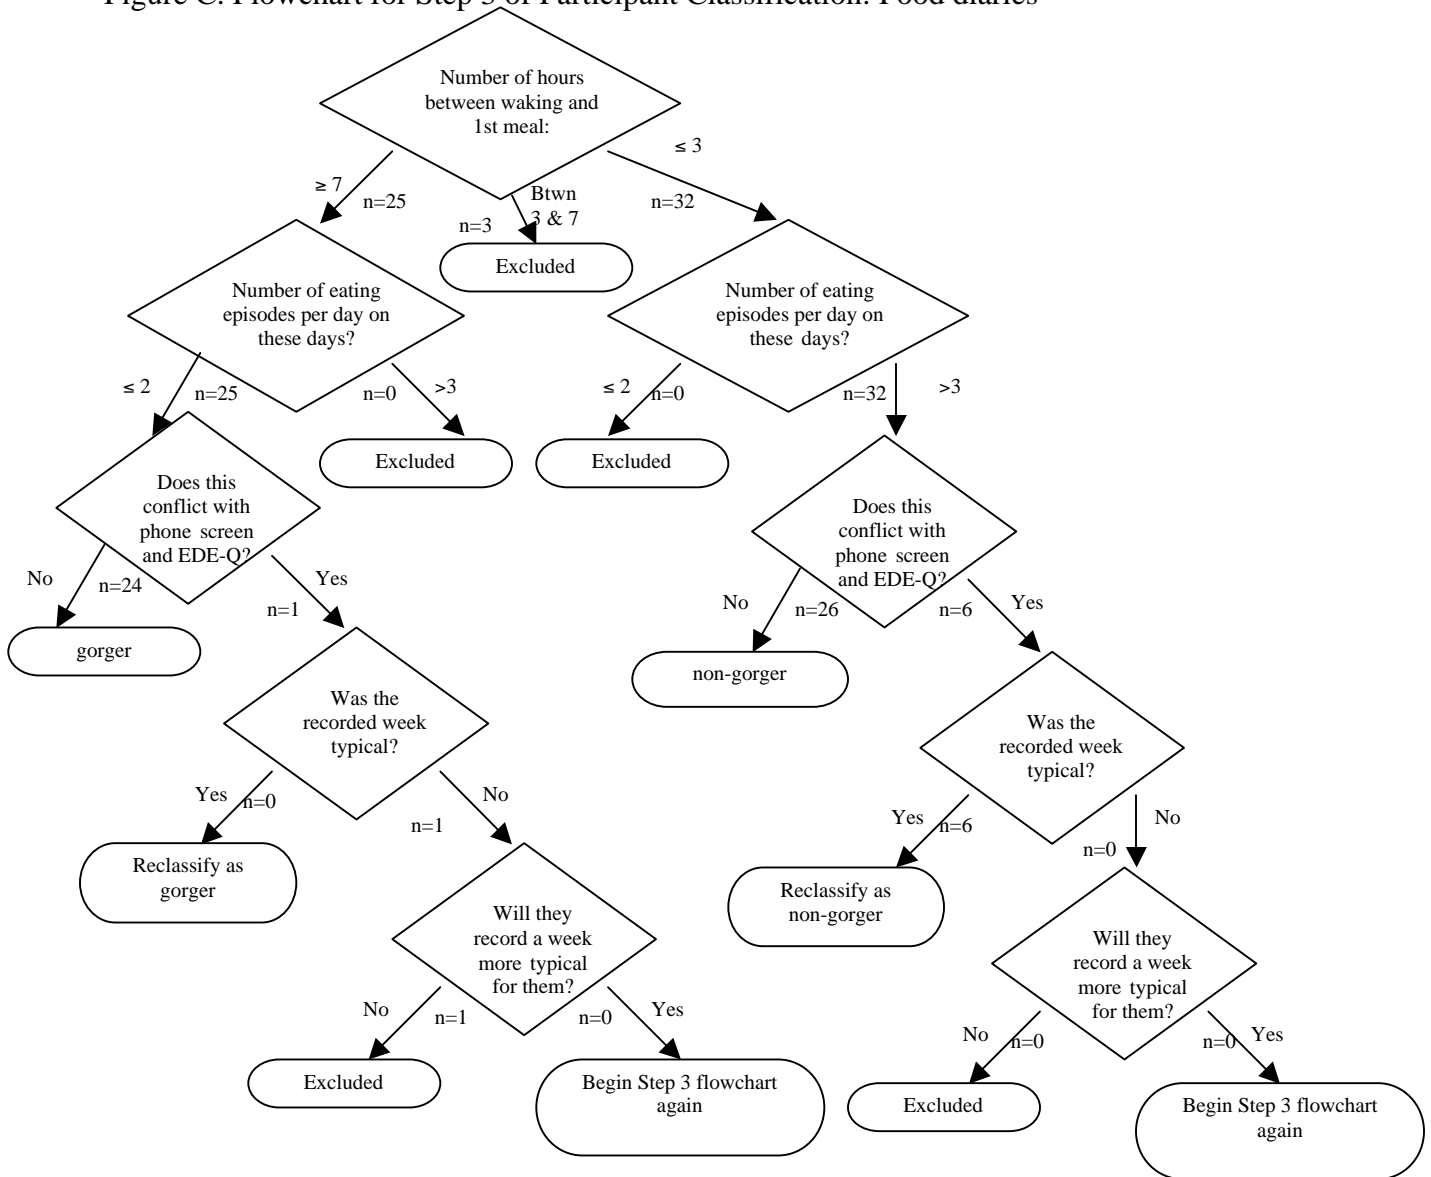 Figure C. Flowchart for Step 3 of Participant Classification: Food diaries
Number of hours
between waking and
1st meal:
≤ 3
≥ 7
n=25
Btwn
3 & 7
n=3
n=32
Excluded
Number of eating
episodes per day on
these days?
Number of eating
episodes per day on
these days?
≤ 2
n=25
n=0
>3
≤ 2
n=0
n=32
>3
Excluded
Excluded
Does this
conflict with
phone screen
and EDE-Q?
Does this
conflict with
phone screen
and EDE-Q?
No
n=24
Yes
n=1
No
n=26
n=6
Yes
gorger
non-gorger
Was the
recorded week
typical?
Was the
recorded week
typical?
Yes
n=0
No
n=1
Yes
n=6
No
n=0
Reclassify as
gorger
Reclassify as
non-gorger
Will they
record a week
more typical
for them?
Will they
record a week
more typical
for them?
No
n=1
n=0
Yes
No
n=0
n=0
Yes
Excluded
Begin Step 3 flowchart
again
Excluded
Begin Step 3 flowchart
again